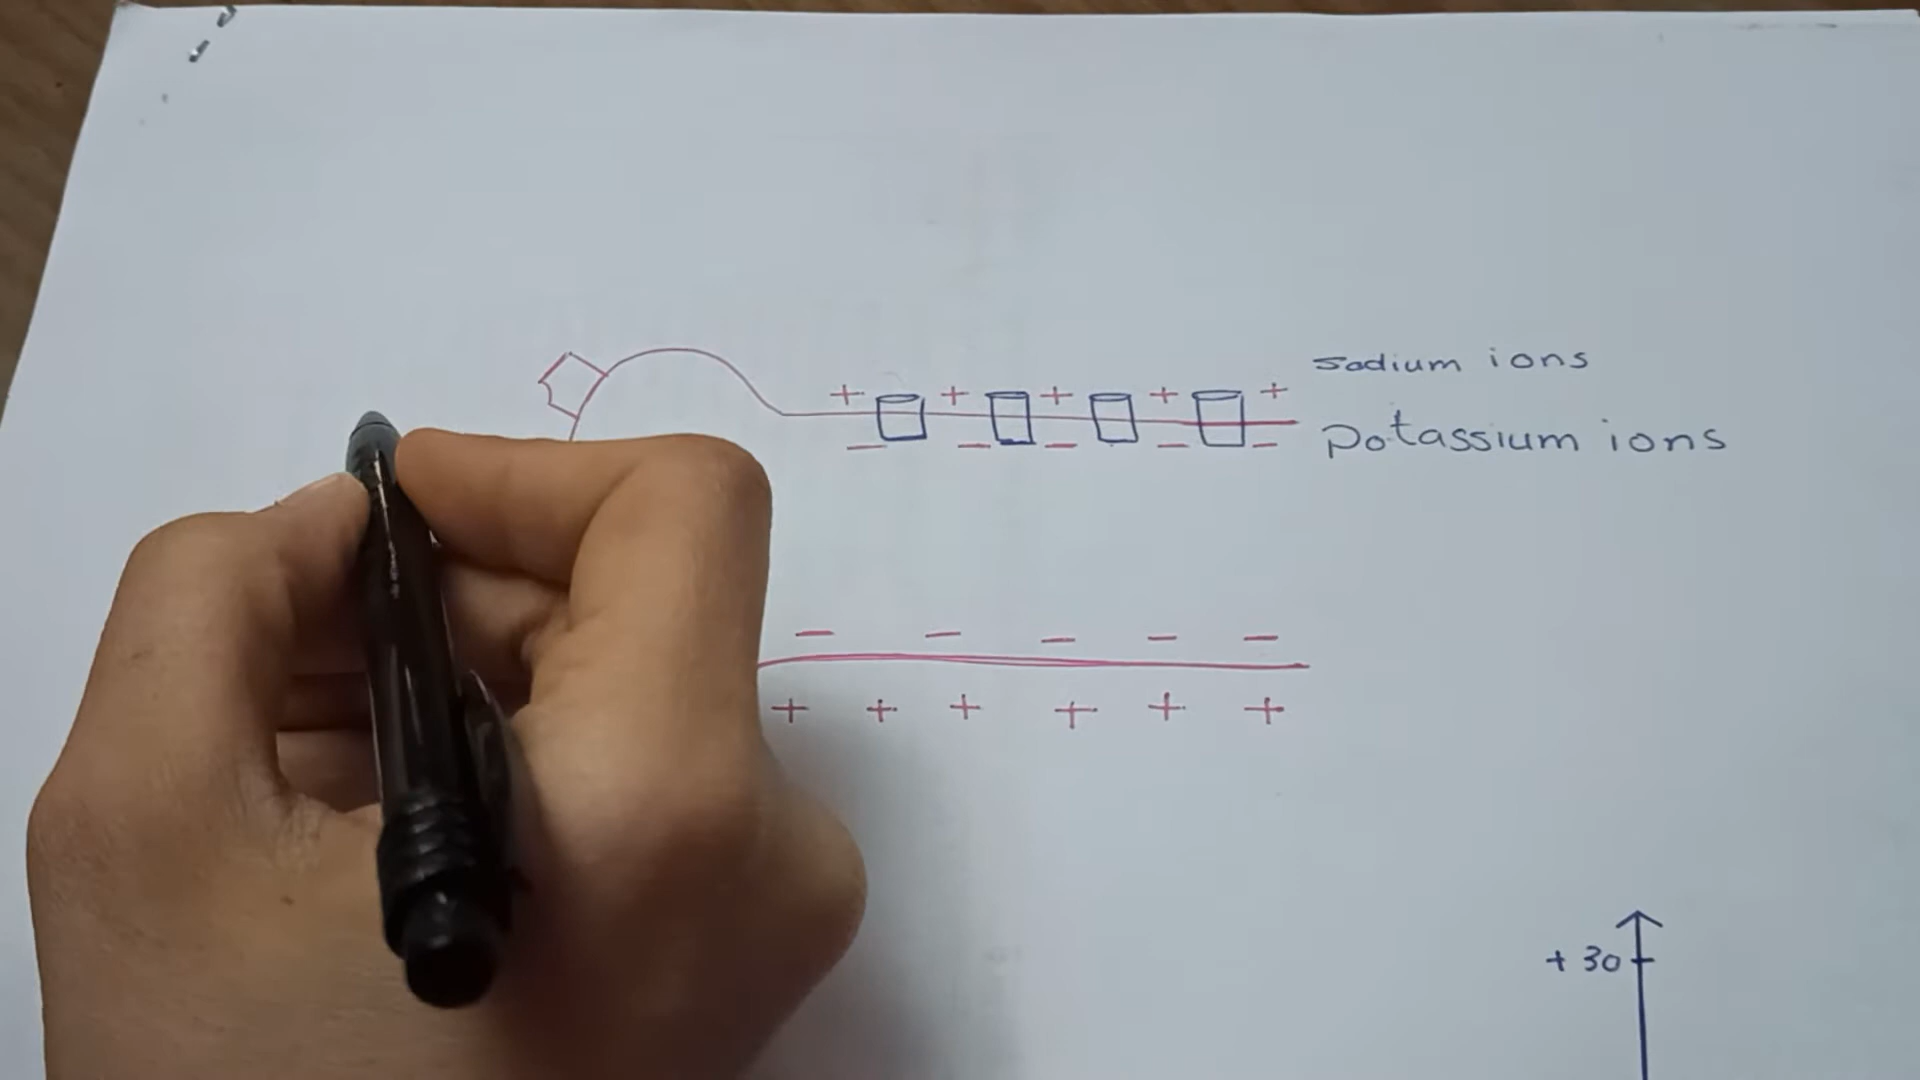 + + + + +
sodium ions
- - - - -
potassium ions
- - - - -
+ + + + + +
+ 30